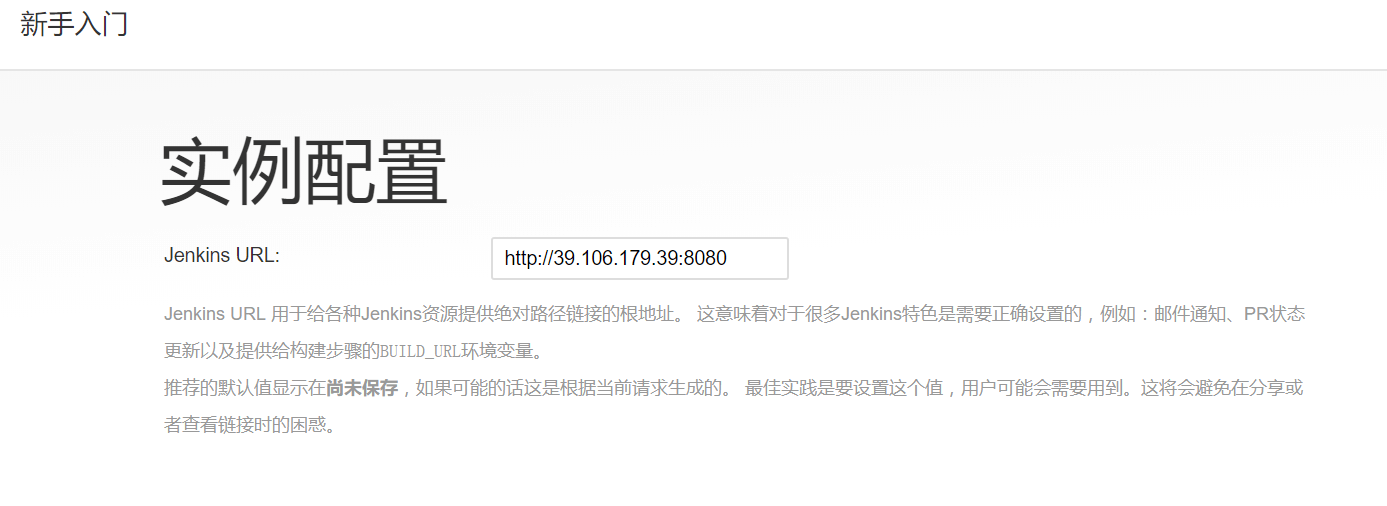 新手入门
实例配置
Jenkins URL:
http://39.106.179.39:8080
Jenkins URL 用于给各种Jenkins资源提供绝对路径链接的根地址。 这意味着对于很多Jenkins特色是需要正确设置的，例如：邮件通知、PR状态
更新以及提供给构建步骤的BUILD_URL环境变量。
推荐的默认值显示在尚未保存，如果可能的话这是根据当前请求生成的。 最佳实践是要设置这个值，用户可能会需要用到。这将会避免在分享或
者查看链接时的困惑。